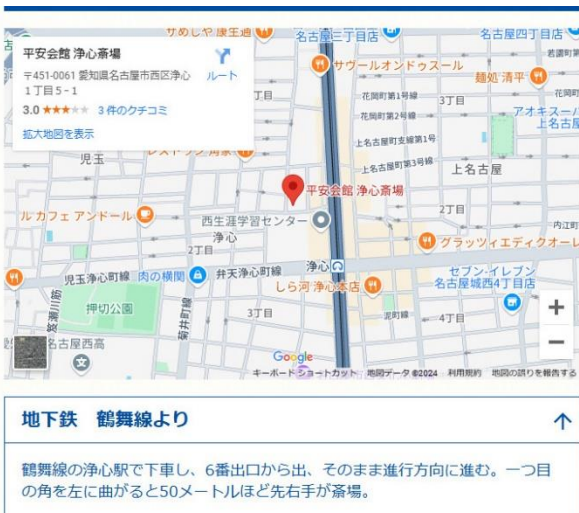 サめしや 康生通
名古屋三丁目店
名古屋四丁目店
平安会館 浄心斎場
〒451-0061 愛知県名古屋市西区浄心
1丁目5-1
ルート
3.0 ★★★ 3 件のクチコミ
拡大地図を表示
サヴールオンドゥスール
麺処 清平
花岡町第1号線
3丁目
花岡町第2号線
アオキスー
上名古屋
上名古屋町支線第1号
上名古屋町第3号線
上名古屋
児玉
平安会館 浄心斎場
ル カフェ アンドール
西生涯学習センター
浄心
2丁目
2丁目
内江町
グラッツィエディクオーレ
児玉浄心町線
肉の横関
弁天浄心町線
浄心
しら河 浄心本店
セブン-イレブン
名古屋城西4丁目店
押切公園
菊井町線
3丁目
4丁目
名古屋西高
Google
キーボード ショートカット
地図データ ©2024
利用規約
地図の誤りを報告する
地下鉄 鶴舞線より
鶴舞線の浄心駅で下車し、6番出口から出、そのまま進行方向に進む。一つ目
の角を左に曲がると50メートルほど先右手が斎場。